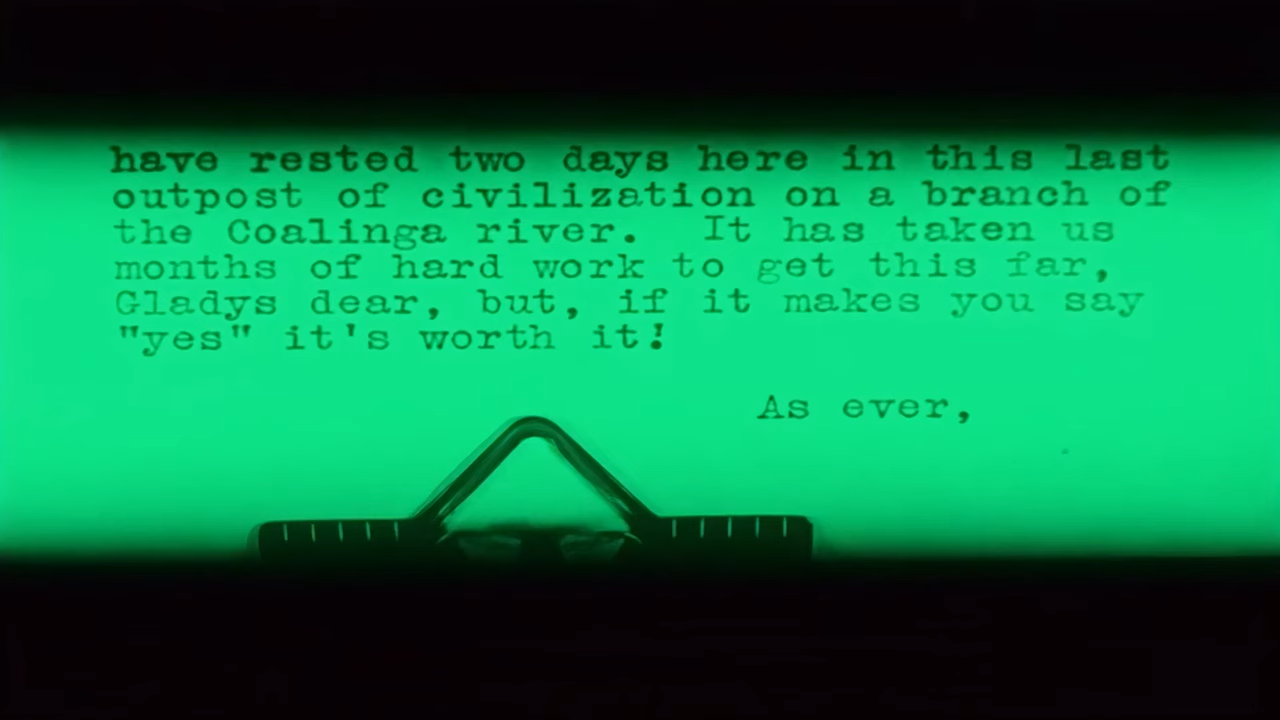 have rested two days here in this last
outpost of civilization on a branch of
the Coalinga river.  It has taken us
months of hard work to get this far,
Gladys dear, but, if it makes you say
"yes" it's worth it!
As ever,